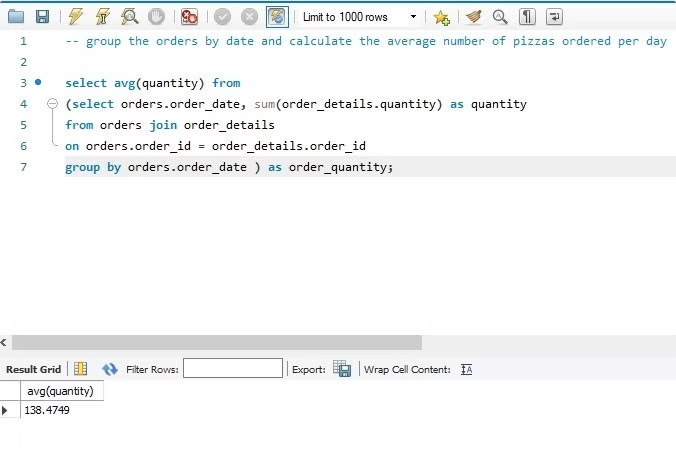 Limit to 1000 rows
1 -- group the orders by date and calculate the average number of pizzas ordered per day
2
3 select avg(quantity) from
4 (select orders.order_date, sum(order_details.quantity) as quantity
5 from orders join order_details
6 on orders.order_id = order_details.order_id
7 group by orders.order_date ) as order_quantity;
Result Grid Filter Rows: Export: Wrap Cell Content: IA
avg(quantity)
138.4749